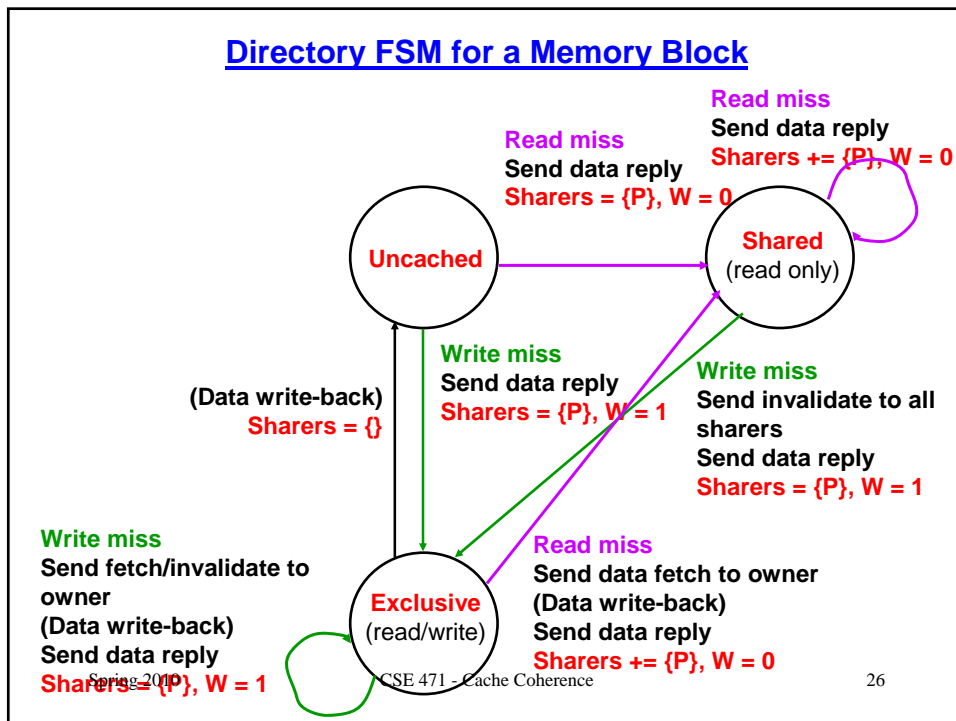 Directory FSM for a Memory Block
Read miss
Send data reply
Sharers += {P}, W = 0
Read miss
Send data reply
Sharers = {P}, W = 0
Uncached
Shared
(read only)
Write miss
Send data reply
Sharers = {P}, W = 1
(Data write-back)
Sharers = {}
Write miss
Send invalidate to all
sharers
Send data reply
Sharers = {P}, W = 1
Write miss
Send fetch/invalidate to
owner
(Data write-back)
Send data reply
Sharers = {P}, W = 1
Exclusive
(read/write)
Read miss
Send data fetch to owner
(Data write-back)
Send data reply
Sharers += {P}, W = 0
Spring 2010
CSE 471 - Cache Coherence
26